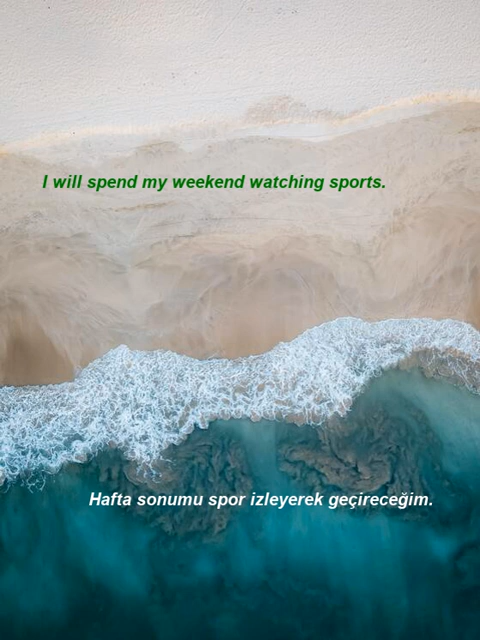 I will spend my weekend watching sports.
Hafta sonumu spor izleyerek geçireceğim.